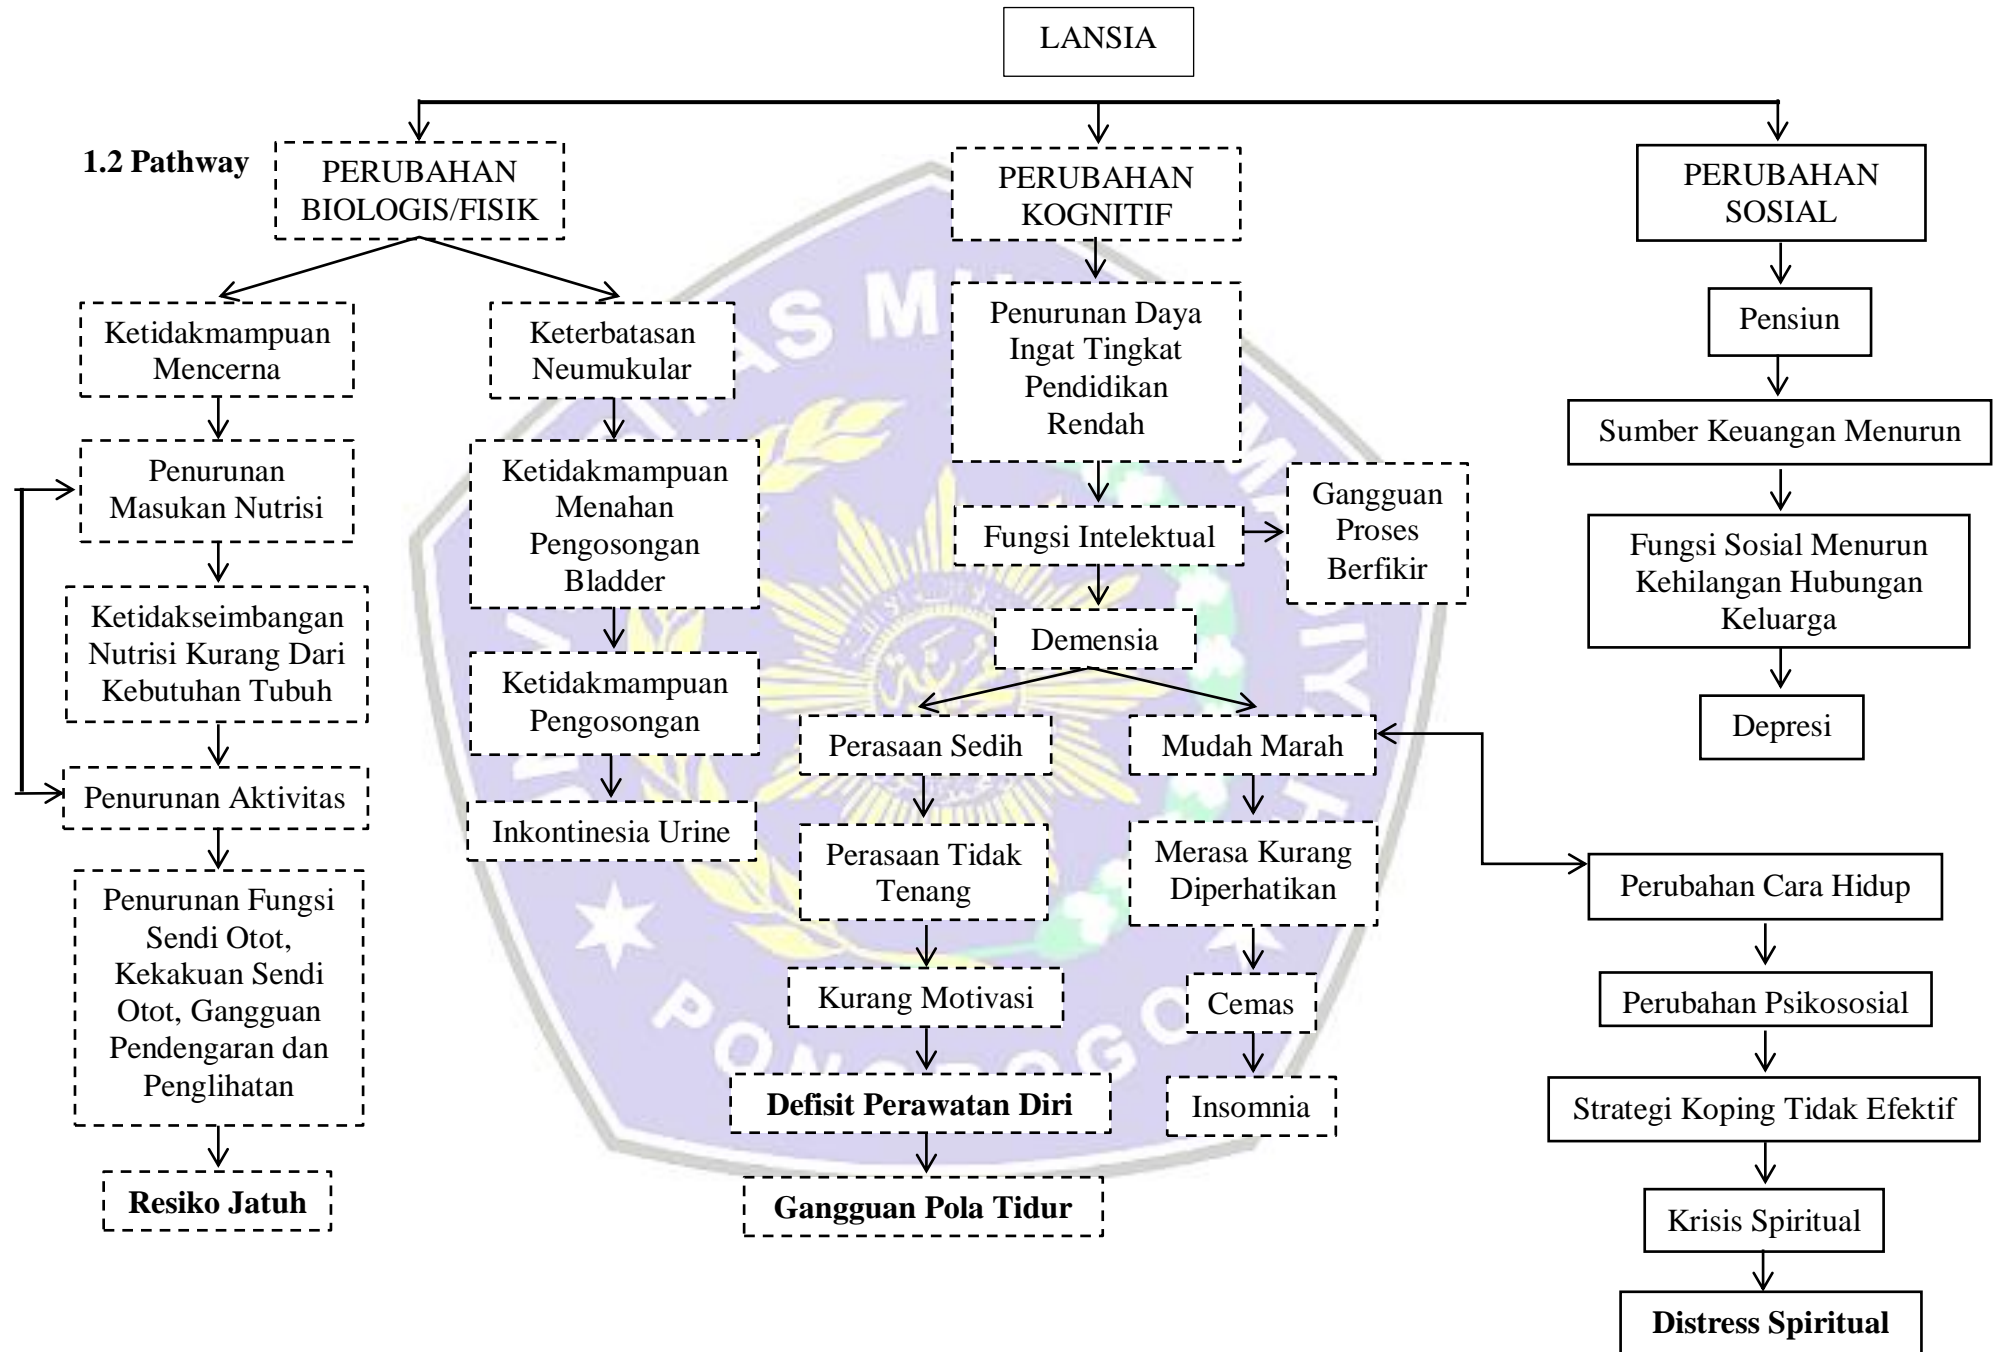 LANSIA
1.2 Pathway
PERUBAHAN
BIOLOGIS/FISIK
PERUBAHAN
KOGNITIF
PERUBAHAN
SOSIAL
Ketidakmampuan
Mencerna
Penurunan
Masukan Nutrisi
Ketidakseimbangan
Nutrisi Kurang Dari
Kebutuhan Tubuh
Penurunan Aktivitas
Penurunan Fungsi
Sendi Otot,
Kekakuan Sendi
Otot, Gangguan
Pendengaran dan
Penglihatan
Resiko Jatuh
Keterbatasan
Neumukular
Ketidakmampuan
Menahan
Pengosongan
Bladder
Ketidakmampuan
Pengosongan
Inkontinesia Urine
Penurunan Daya
Ingat Tingkat
Pendidikan
Rendah
Fungsi Intelektual
Gangguan
Proses
Berfikir
Demensia
Perasaan Sedih
Perasaan Tidak
Tenang
Kurang Motivasi
Defisit Perawatan Diri
Gangguan Pola Tidur
Mudah Marah
Merasa Kurang
Diperhatikan
Cemas
Insomnia
Pensiun
Sumber Keuangan Menurun
Fungsi Sosial Menurun
Kehilangan Hubungan
Keluarga
Depresi
Perubahan Cara Hidup
Perubahan Psikososial
Strategi Koping Tidak Efektif
Krisis Spiritual
Distress Spiritual
PONOROGO